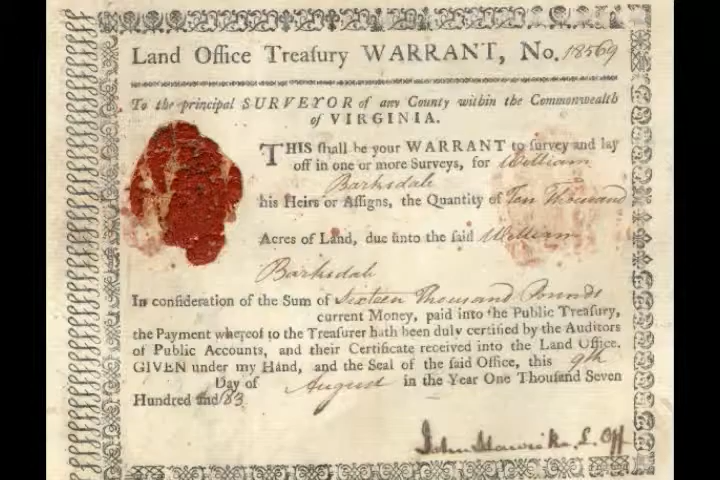 Land Office Treasury WARRANT, No. 18569
To the principal SURVEYOR of any County within the Commonwealth
of VIRGINIA.
THIS shall be your WARRANT to survey and lay
off in one or more Surveys, for William
Barksdale
his Heirs or Assigns, the Quantity of Ten Thousand
Acres of Land, due unto the said William
Barksdale
In consideration of the Sum of Sixteen Thousand Pounds
current Money, paid into the Public Treasury,
the Payment whereof to the Treasurer hath been duly certified by the Auditors
of Public Accounts, and their Certificate received into the Land Office.
GIVEN under my Hand, and the Seal of the said Office, this 9th
Day of August in the Year One Thousand Seven
Hundred and 83.
John L. Off